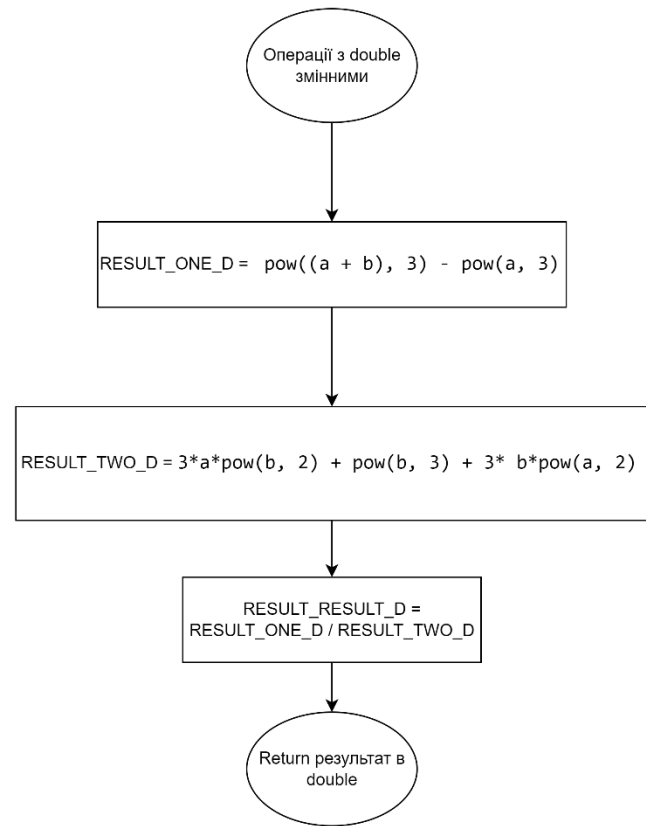 Операції з double
змінними
RESULT_ONE_D = pow((a + b), 3) - pow(a, 3)
RESULT_TWO_D = 3*a*pow(b, 2) + pow(b, 3) + 3* b*pow(a, 2)
RESULT_RESULT_D =
RESULT_ONE_D / RESULT_TWO_D
Return результат в
double